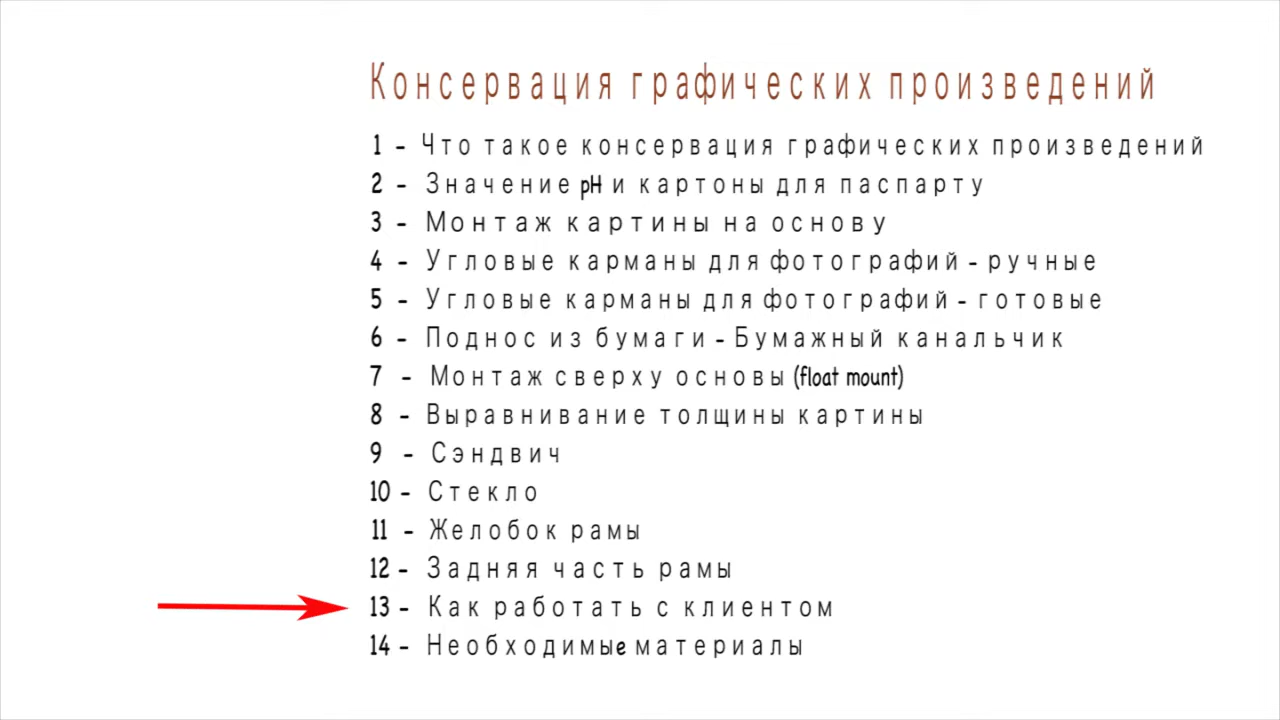 Консервация графических произведений
1 - Что такое консервация графических произведений
2 - Значение pH и картоны для паспарту
3 - Монтаж картины на основу
4 - Угловые карманы для фотографий - ручные
5 - Угловые карманы для фотографий - готовые
6 - Поднос из бумаги - Бумажный канальчик
7 - Монтаж сверху основы (float mount)
8 - Выравнивание толщины картины
9 - Сэндвич
10 - Стекло
11 - Желобок рамы
12 - Задняя часть рамы
13 - Как работать с клиентом
14 - Необходимыe материалы